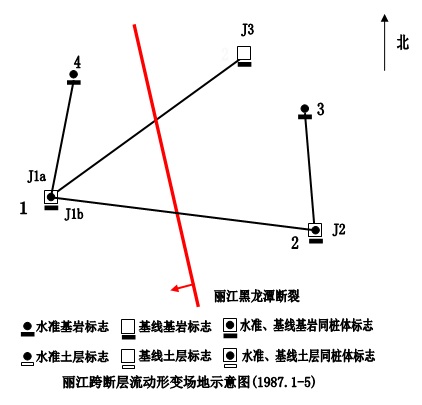 J3
北
4
3
J1a
1
J1b
2
J2
丽江黑龙潭断裂
水准基岩标志 基线基岩标志 水准、基线基岩同桩体标志
水准土层标志 基线土层标志 水准、基线土层同桩体标志
丽江跨断层流动形变场地示意图(1987.1-5)